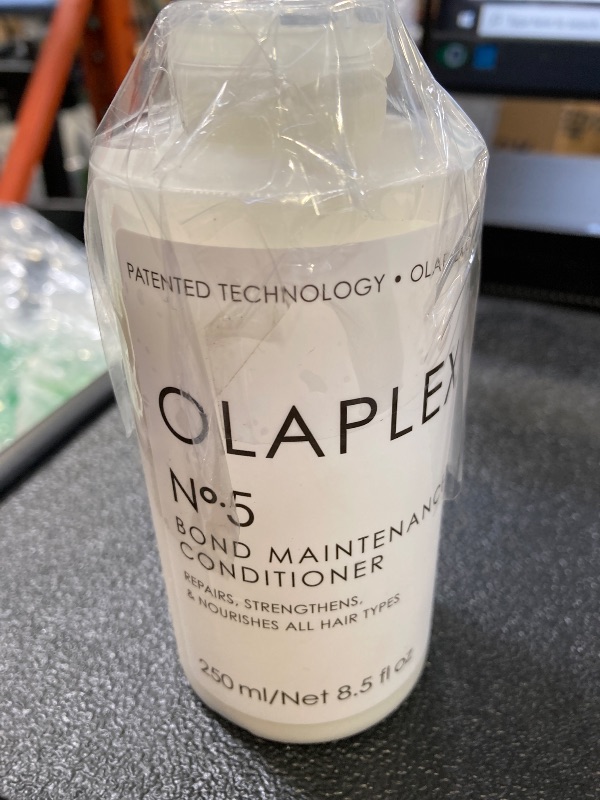 PATENTED TECHNOLOGY • OLAPLEX
OLAPLEX
Nº.5
BOND MAINTENANC
CONDITIONER
REPAIRS, STRENGTHENS,
& NOURISHES ALL HAIR TYPES
250 ml/Net 8.5 fl oz